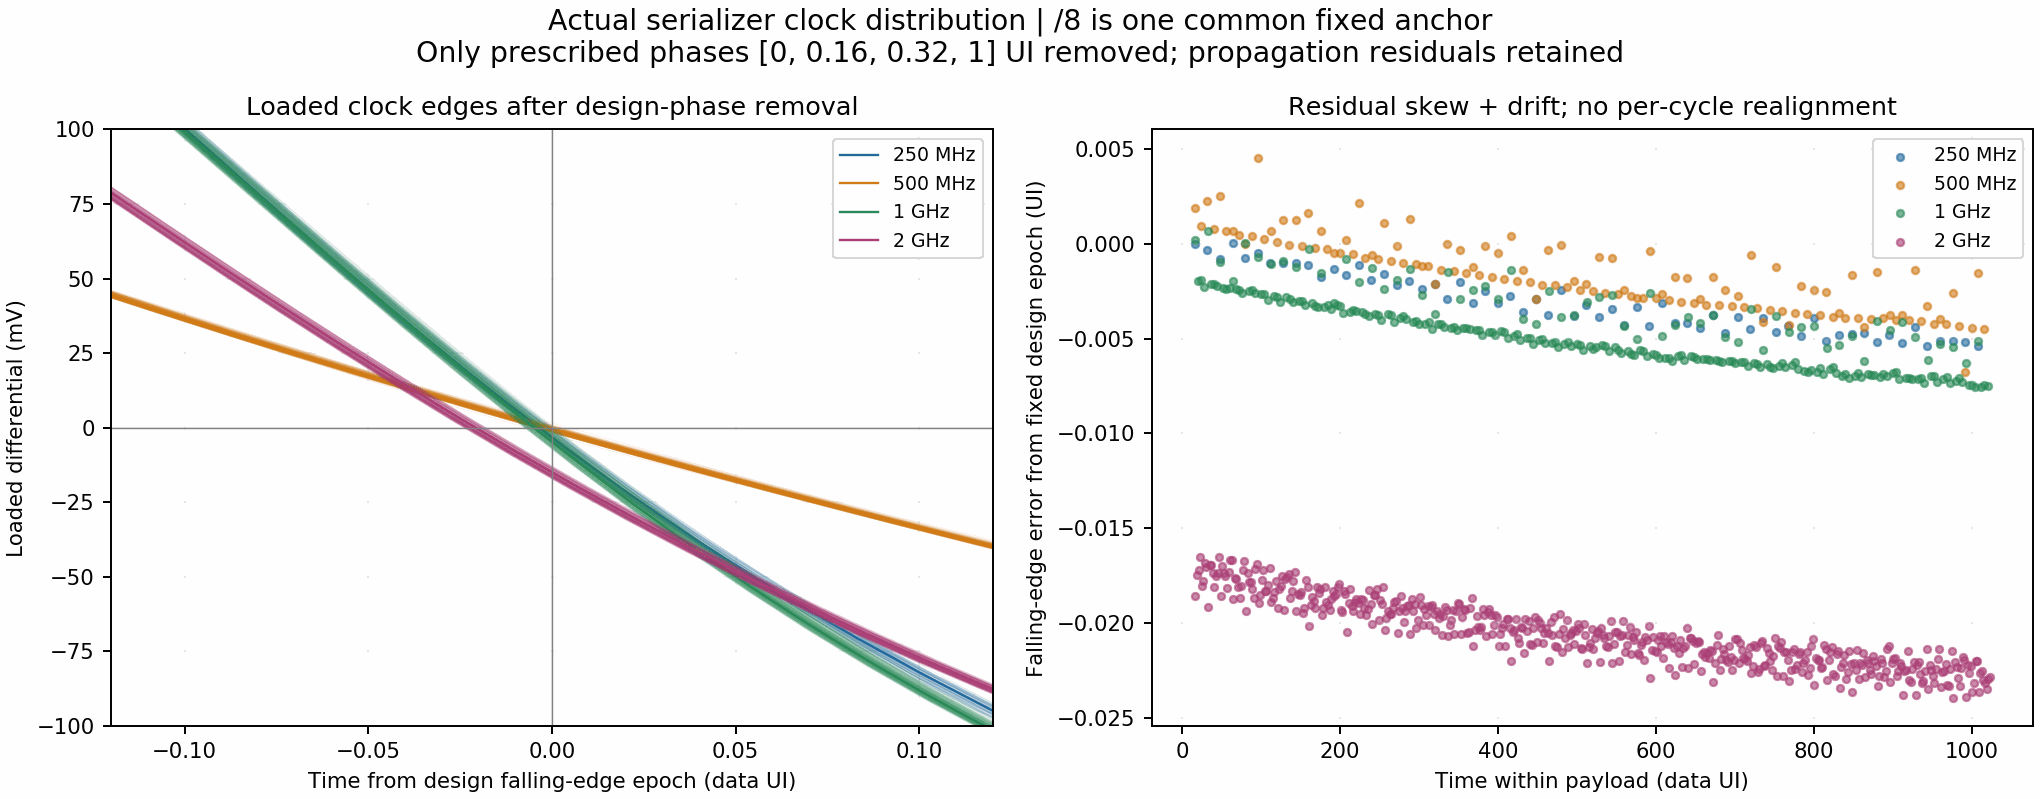 Actual serializer clock distribution | /8 is one common fixed anchor
Only prescribed phases [0, 0.16, 0.32, 1] UI removed; propagation residuals retained
Loaded clock edges after design-phase removal
Loaded differential (mV)
100
75
50
25
0
−25
−50
−75
−100
250 MHz
500 MHz
1 GHz
2 GHz
−0.10
−0.05
0.00
0.05
0.10
Time from design falling-edge epoch (data UI)
Residual skew + drift; no per-cycle realignment
Falling-edge error from fixed design epoch (UI)
0.005
0.000
−0.005
−0.010
−0.015
−0.020
−0.025
250 MHz
500 MHz
1 GHz
2 GHz
0
200
400
600
800
1000
Time within payload (data UI)